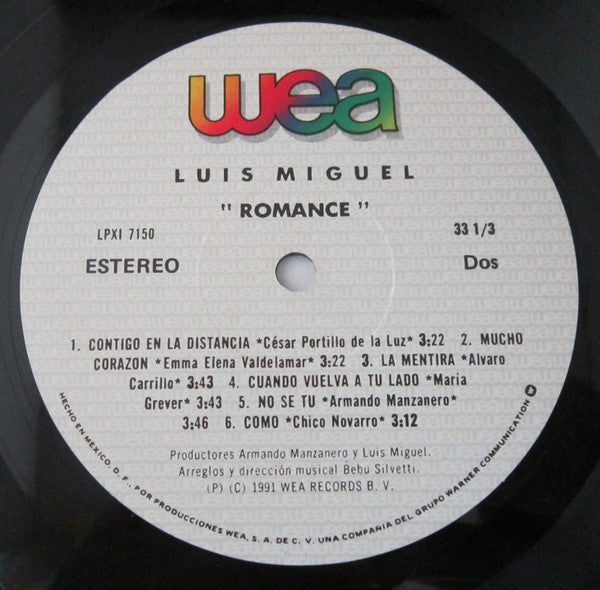 wea
LUIS MIGUEL
" ROMANCE "
LPXI 7150
33 1/3
ESTEREO
Dos
1. CONTIGO EN LA DISTANCIA *César Portillo de la Luz* 3:22 2. MUCHO
CORAZON *Emma Elena Valdelamar* 3:22 3. LA MENTIRA *Alvaro
Carrillo* 3:43 4. CUANDO VUELVA A TU LADO *María
Grever* 3:43 5. NO SE TU *Armando Manzanero*
3:46 6. COMO *Chico Novarro* 3:12
Productores Armando Manzanero y Luis Miguel.
Arreglos y dirección musical Bebu Silvetti.
(P) (C) 1991 WEA RECORDS B. V.
HECHO EN MEXICO, D. F., POR PRODUCCIONES WEA, S. A. DE C. V. UNA COMPAÑIA DEL GRUPO WARNER COMMUNICATION